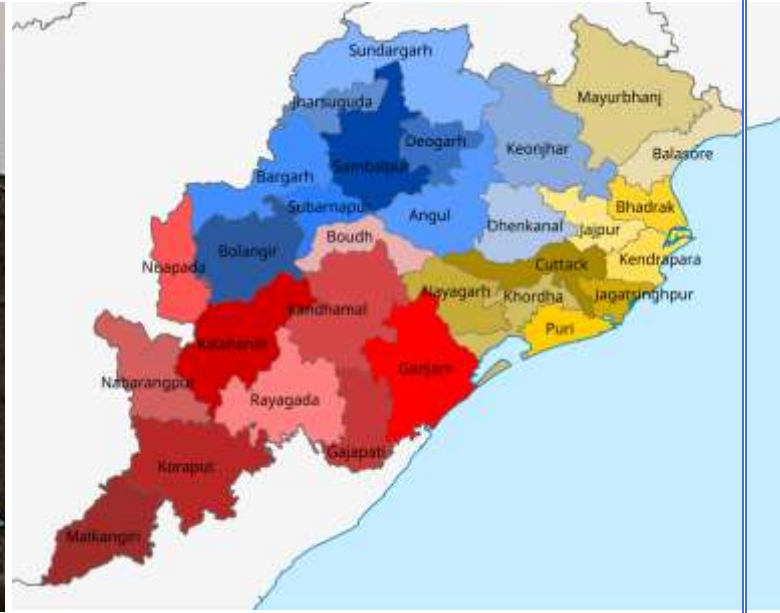 Sundargarh
Jharsuguda
Mayurbhanj
Deogarh
Keonjhar
Sambalpur
Balasore
Bargarh
Subarnapur
Angul
Bhadrak
Dhenkanal
Jajpur
Boudh
Bolangir
Nuapada
Cuttack
Kendrapara
Nayagarh
Khordha
Jagatsinghpur
Kandhamal
Puri
Kalahandi
Ganjam
Nabarangpur
Rayagada
Gajapati
Koraput
Malkangiri